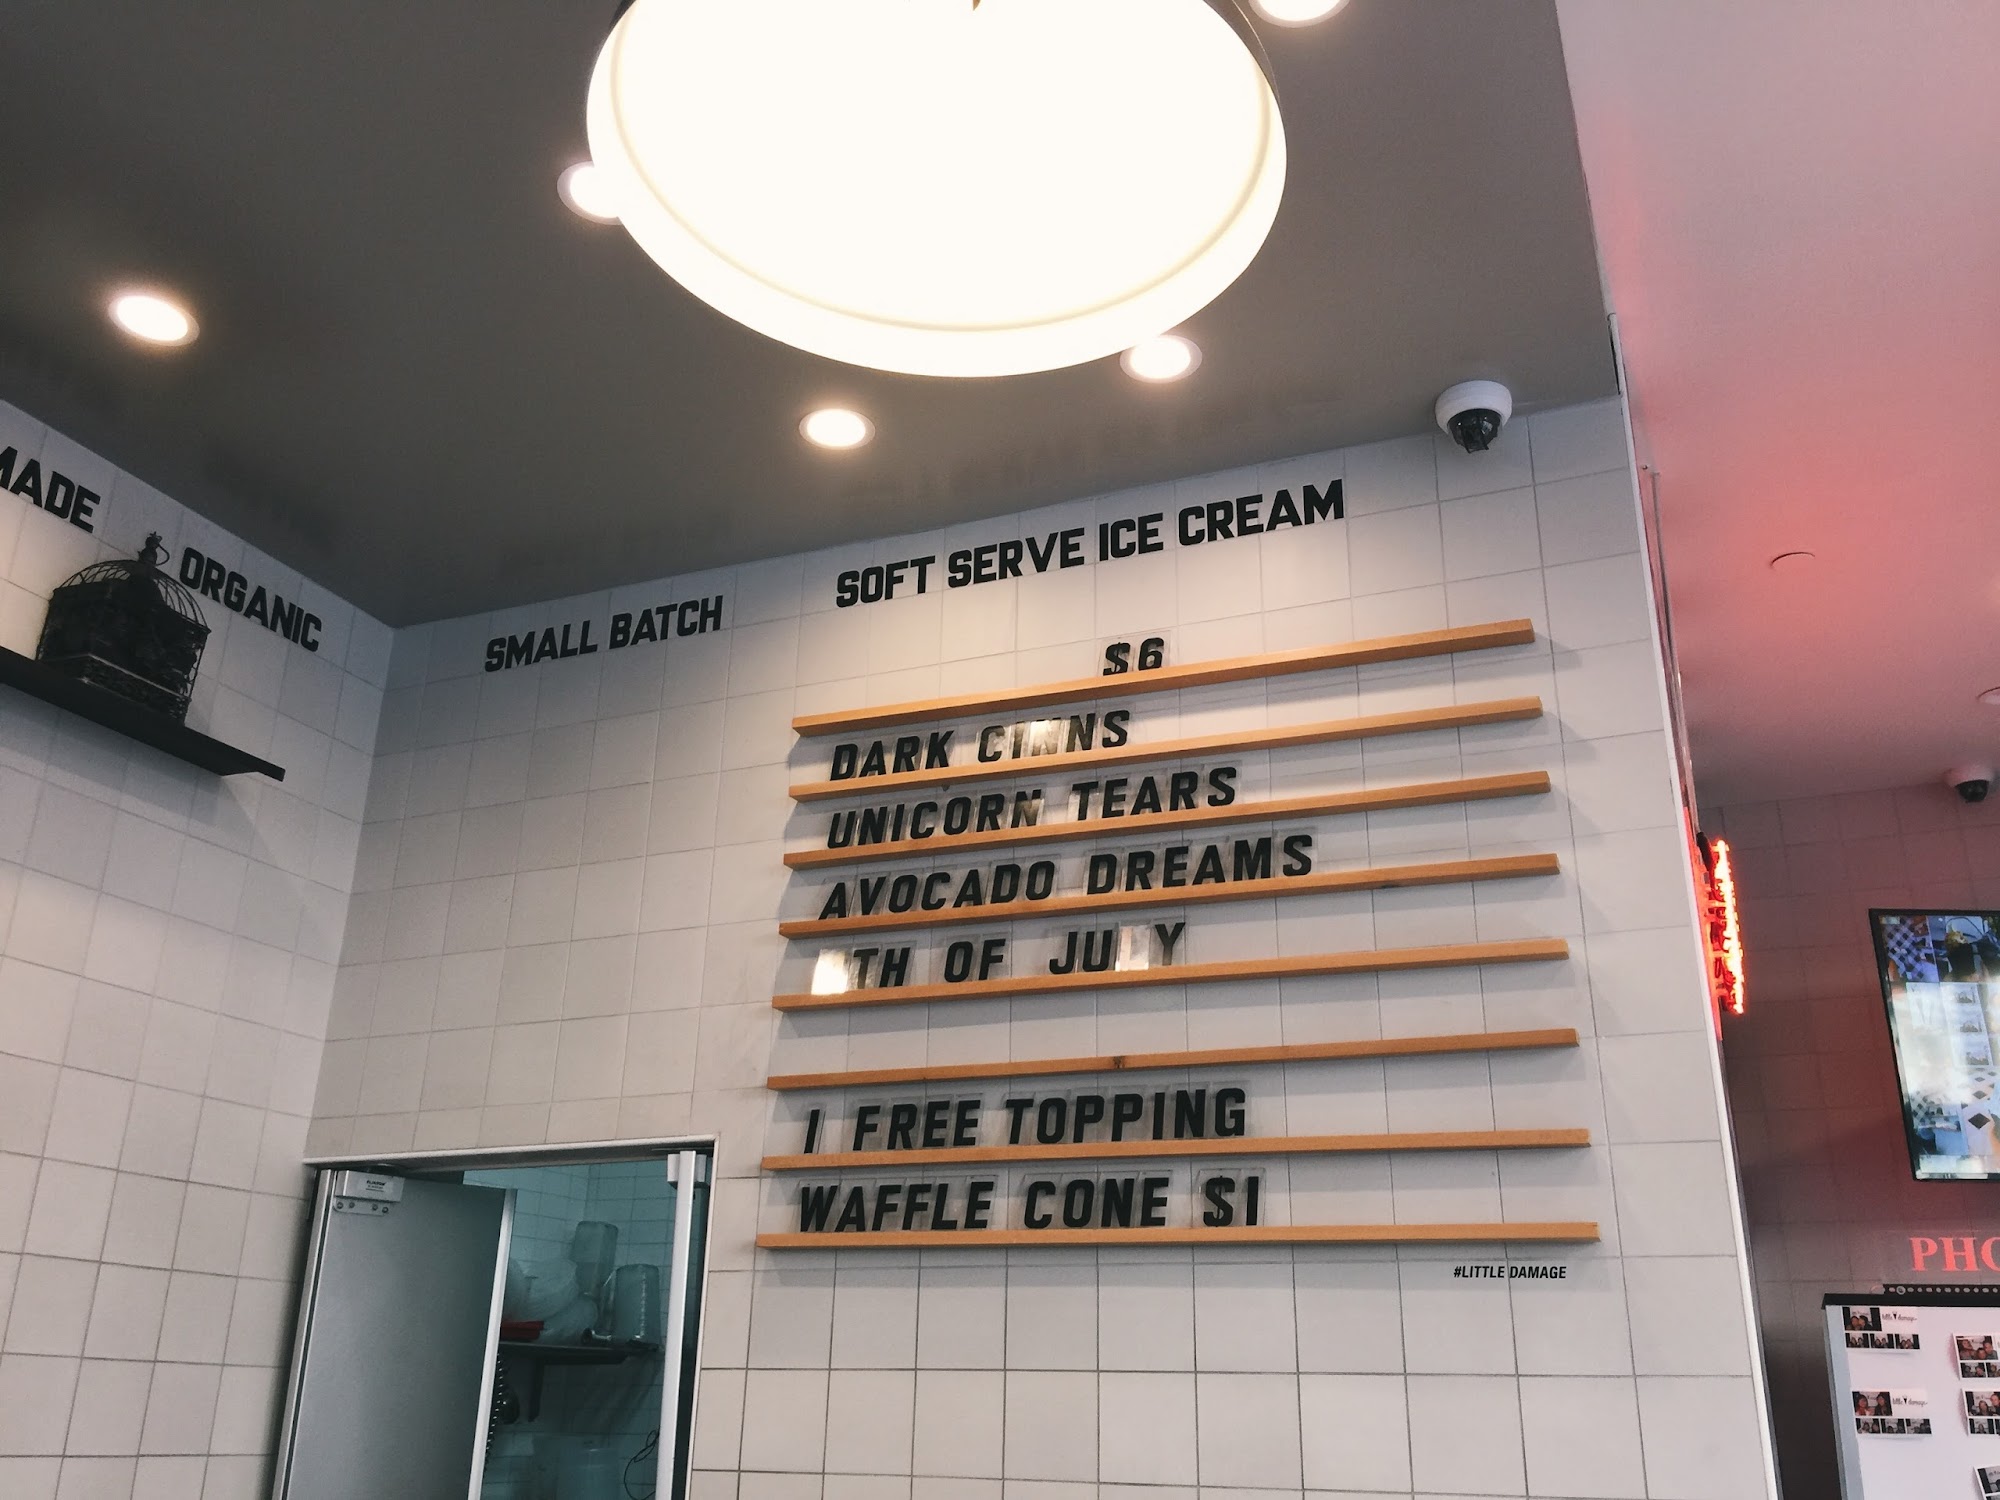 ORGANIC
SMALL BATCH
SOFT SERVE ICE CREAM
$6
DARK CINNS
UNICORN TEARS
AVOCADO DREAMS
TH OF JULY
1 FREE TOPPING
WAFFLE CONE $1
#LITTLE DAMAGE
MADE
PHO